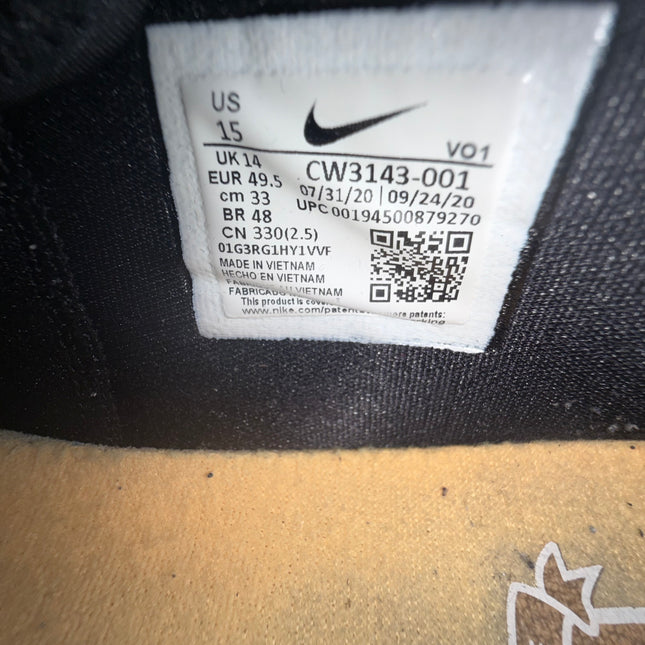 US
15
VO1
UK 14
CW3143-001
EUR 49.5
07/31/20 | 09/24/20
cm 33
UPC 00194500879270
BR 48
CN 330(2.5)
01G3RG1HY1VVF
MADE IN VIETNAM
HECHO EN VIETNAM
VIETNAM
This product is
www.nike.com/
patents: